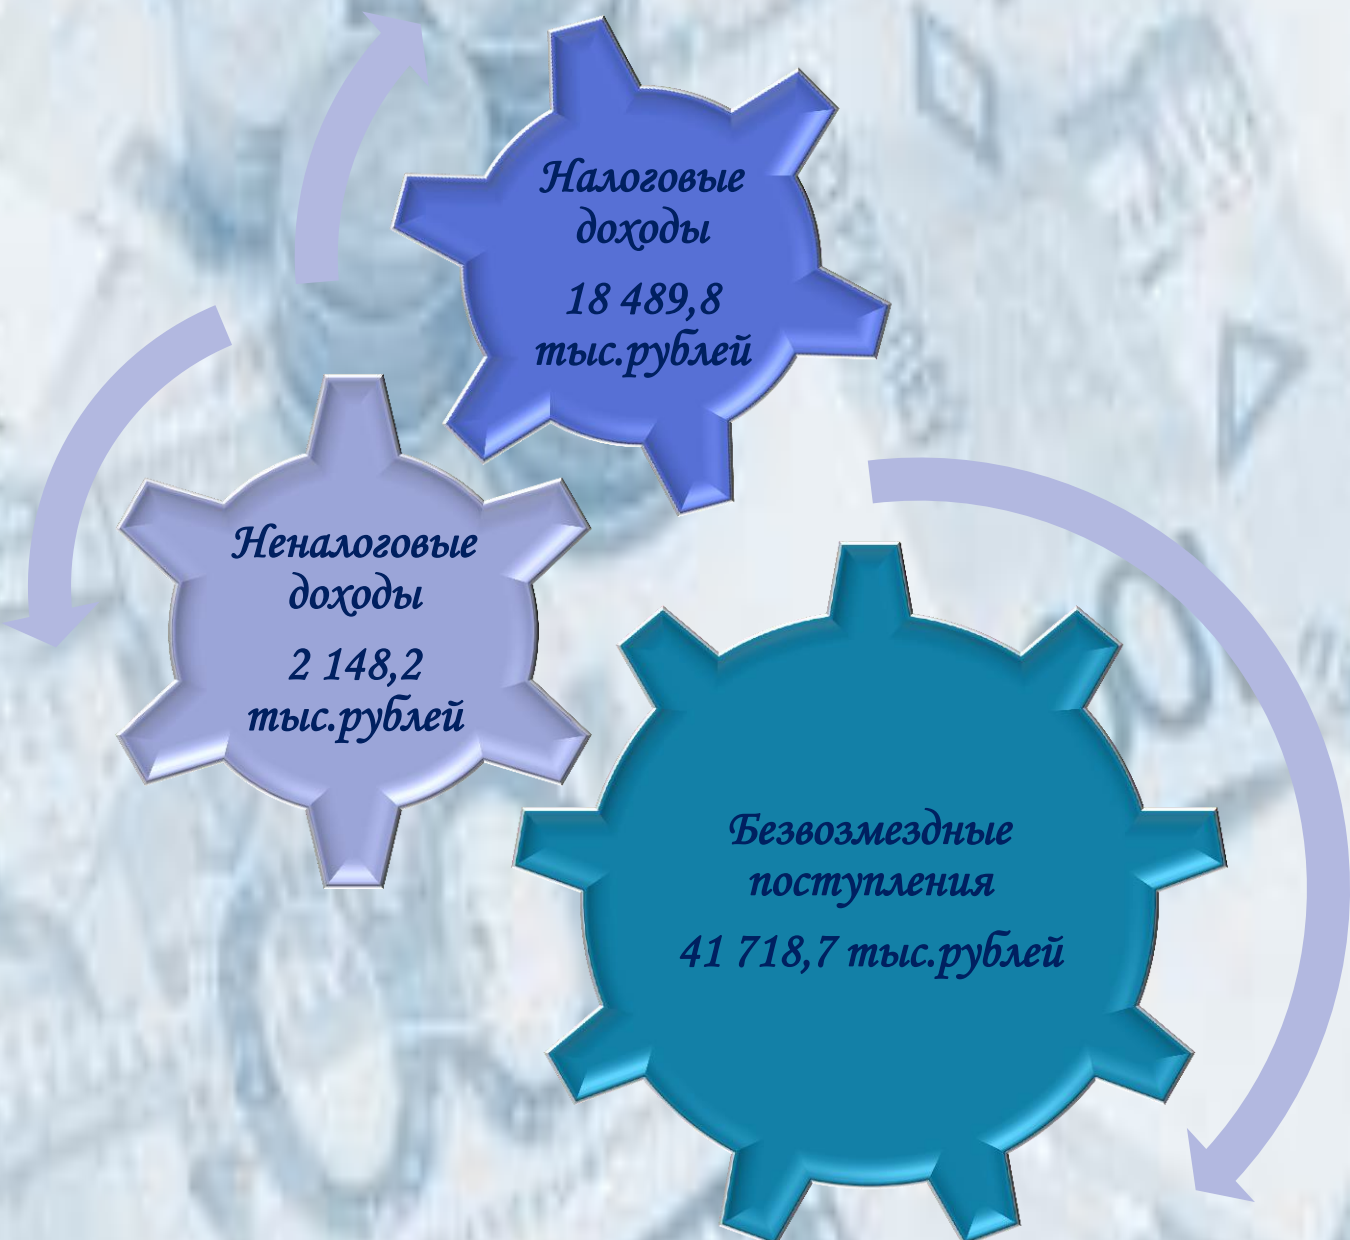 Налоговые
доходы
18 489,8
тыс.рублей
Неналоговые
доходы
2 148,2
тыс.рублей
Безвозмездные
поступления
41 718,7 тыс.рублей